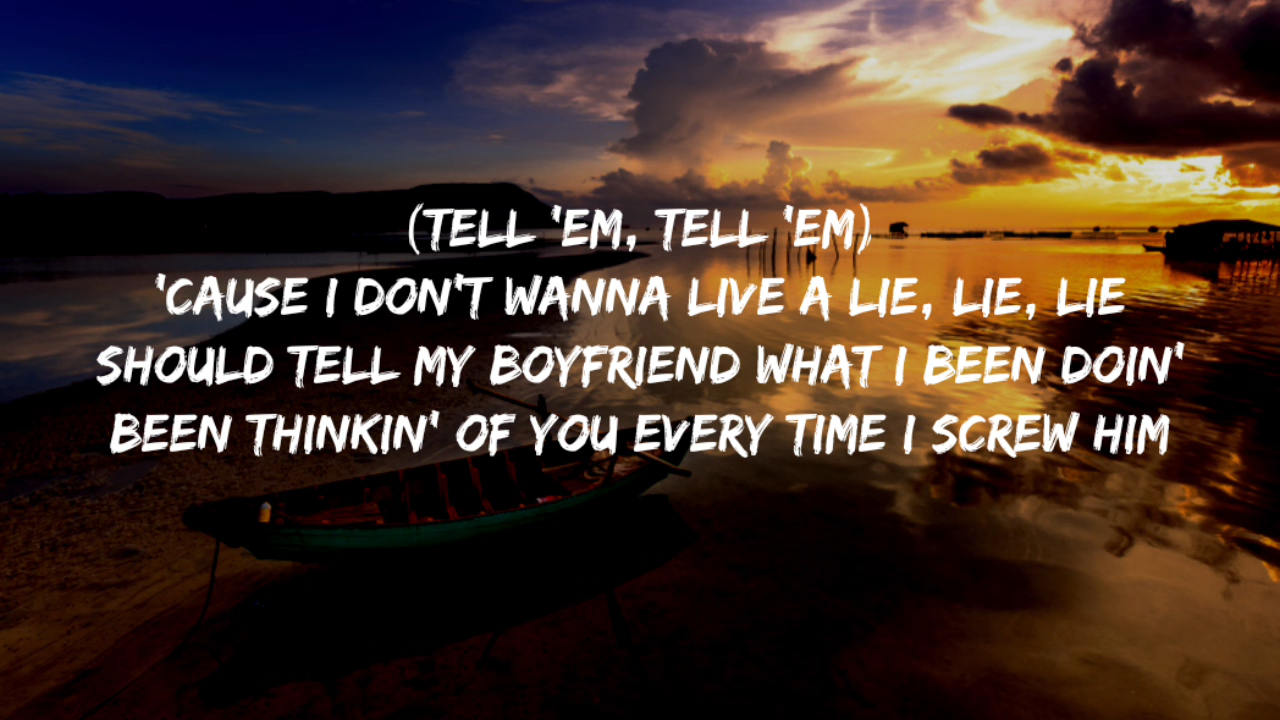 (TELL 'EM, TELL 'EM)
'CAUSE I DON'T WANNA LIVE A LIE, LIE, LIE
SHOULD TELL MY BOYFRIEND WHAT I BEEN DOIN'
BEEN THINKIN' OF YOU EVERY TIME I SCREW HIM